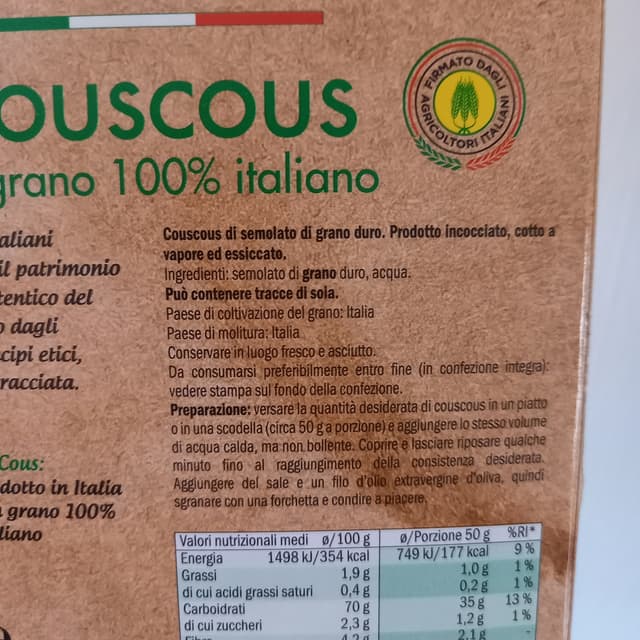 OUSCOUS
FIRMATO DAGLI
AGRICOLTORI ITALIANI
grano 100% italiano
aliani
il patrimonio
tentico del
dagli
cipi etici,
racciata.
Couscous di semolato di grano duro. Prodotto incocciato, cotto a
vapore ed essiccato.
Ingredienti: semolato di grano duro, acqua.
Può contenere tracce di soia.
Paese di coltivazione del grano: Italia
Paese di molitura: Italia
Conservare in luogo fresco e asciutto.
Da consumarsi preferibilmente entro fine (in confezione integra):
vedere stampa sul fondo della confezione.
Preparazione: versare la quantità desiderata di couscous in un piatto
o in una scodella (circa 50 g a porzione) e aggiungere lo stesso volume
di acqua calda, ma non bollente. Coprire e lasciare riposare qualche
minuto fino al raggiungimento della consistenza desiderata.
Aggiungere del sale e un filo d'olio extravergine d'oliva, quindi
sgranare con una forchetta e condire a piacere.
Cous:
dotto in Italia
grano 100%
liano
Valori nutrizionali medi ø/100 g ø/Porzione 50 g %RI*
Energia 1498 kJ/354 kcal 749 kJ/177 kcal 9 %
Grassi 1,9 g 1,0 g 1 %
di cui acidi grassi saturi 0,4 g 0,2 g 1 %
Carboidrati 70 g 35 g 13 %
di cui zuccheri 2,3 g 1,2 g 1 %
4,2 g 2,1 g -